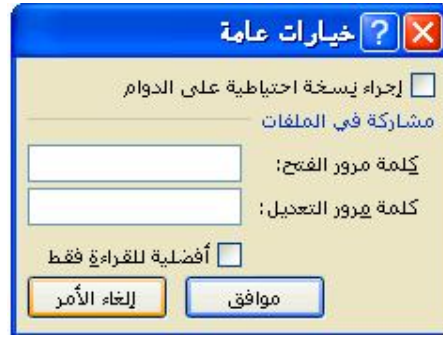 خيارات عامة
إجراء نسخة احتياطية على الدوام
مشاركة في الملفات
كلمة مرور الفتح:
كلمة مرور التعديل:
أفضلية للقراءة فقط
موافق
إلغاء الأمر